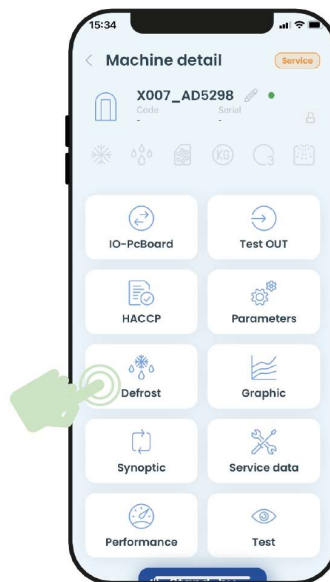 15:34
Machine detail
Service
X007_AD5298
Code Serial
- -
KG
IO-PcBoard Test OUT
HACCP Parameters
Defrost Graphic
Synoptic Service data
Performance Test